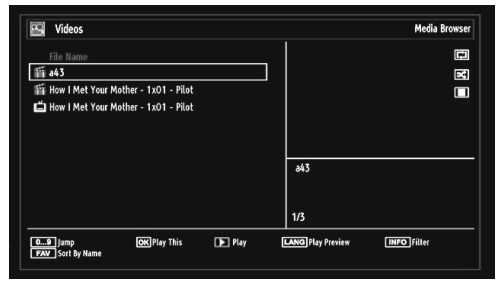 Videos Media Browser
File Name
a43
How I Met Your Mother - 1x01 - Pilot
How I Met Your Mother - 1x01 - Pilot
a43
1/3
0...9 Jump OK Play This Play LANG Play Preview INFO Filter
FAV Sort By Name